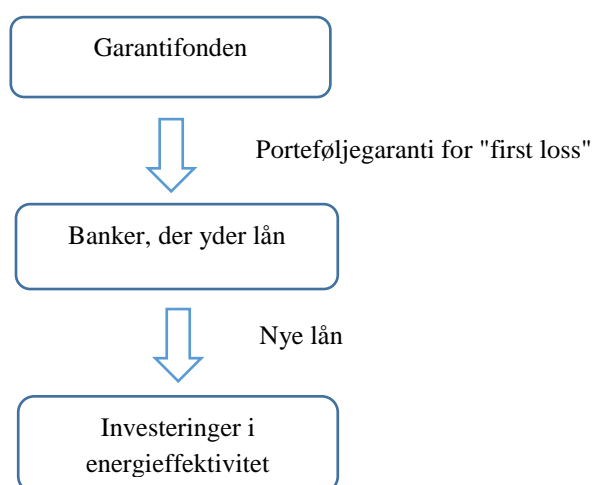 Garantifonden
Porteføljegaranti for "first loss"
Banker, der yder lån
Nye lån
Investeringer i
energieffektivitet